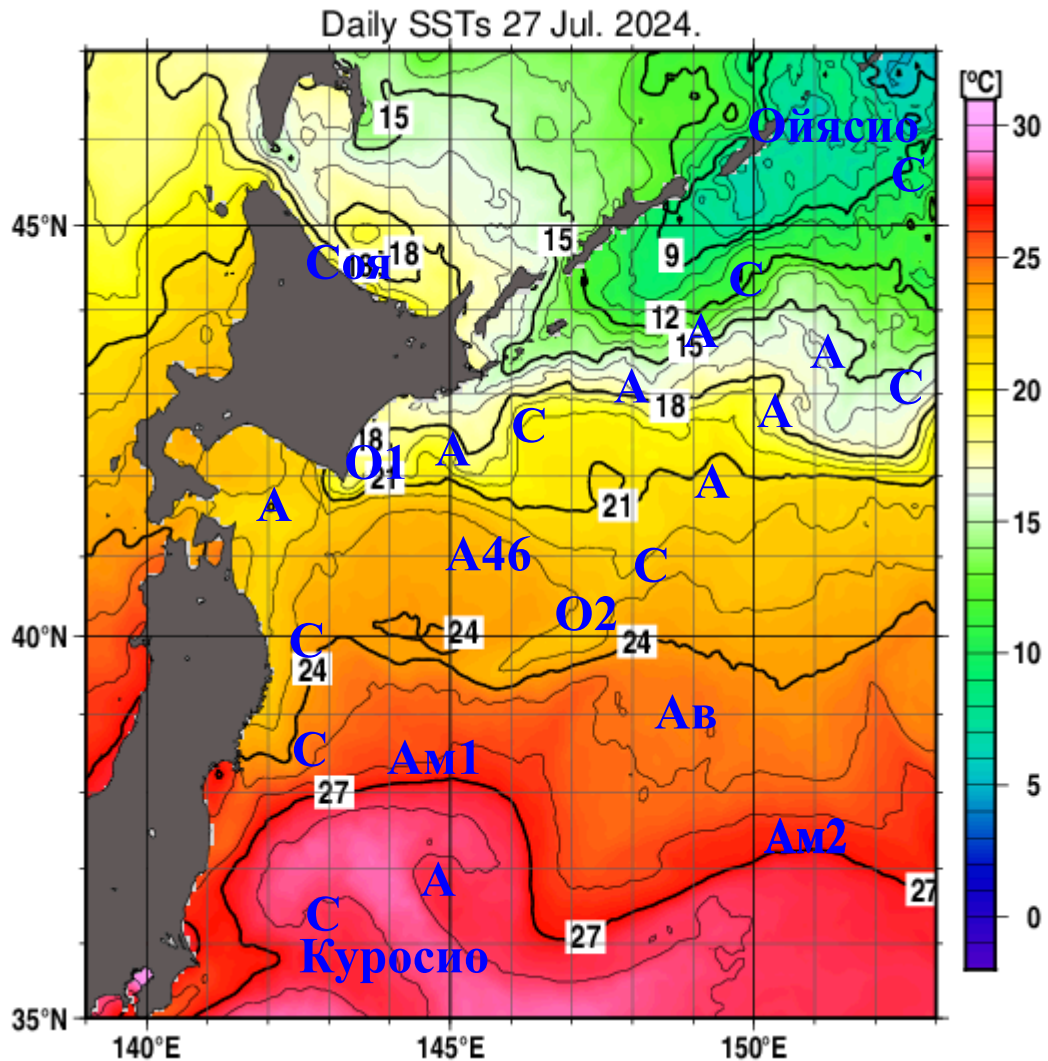 Daily SSTs 27 Jul. 2024.
[°C]
15
30
Ойясио
С
45°N
15
9
25
Соя
18
18
С
12
А
15
А
20
А
18
С
А
18
С
А
О1
21
А
21
А
15
А46
С
О2
40°N
С
24
24
24
10
Ав
С
Ам1
5
27
Ам2
А
27
С
27
0
Куросио
35°N
140°E
145°E
150°E